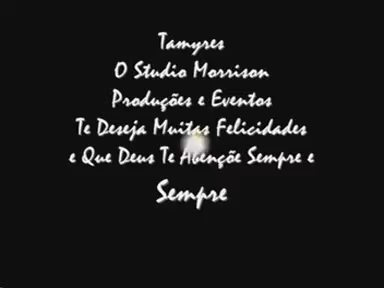 Tamyres
O Studio Morrison
Produções e Eventos
Te Deseja Muitas Felicidades
e Que Deus Te Abençõe Sempre e
Sempre